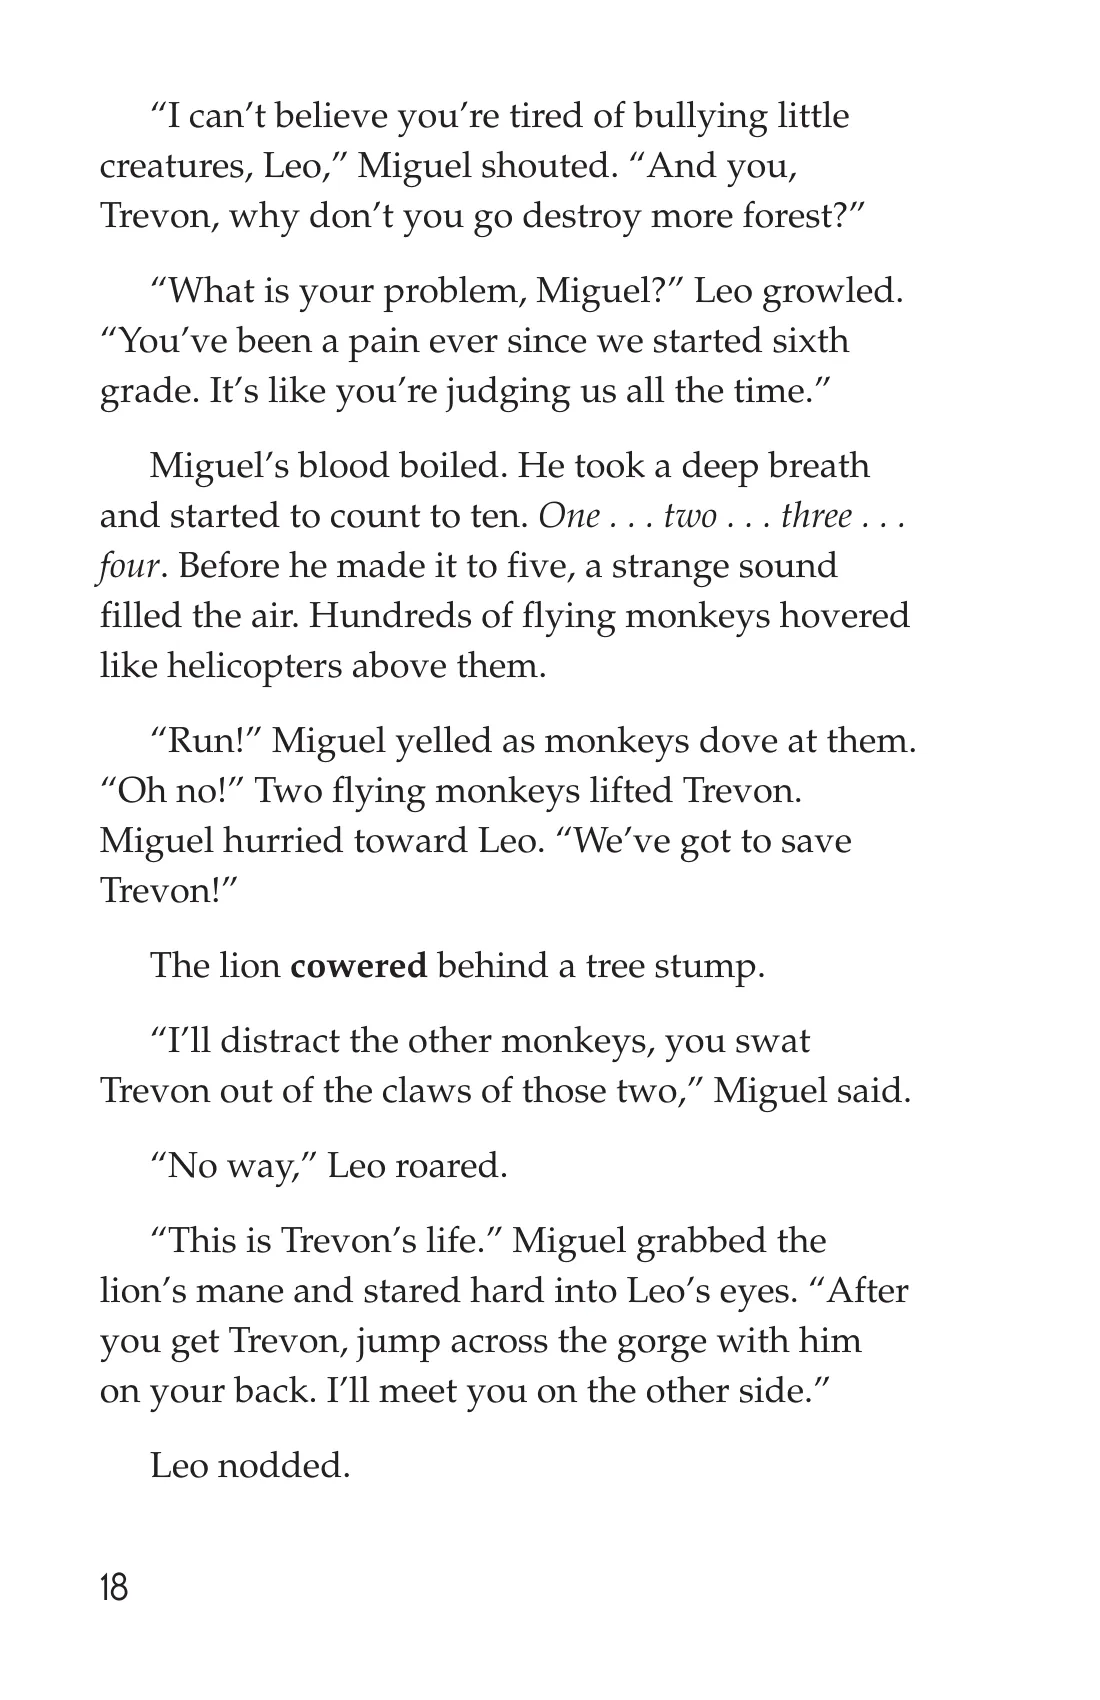 “I can’t believe you’re tired of bullying little
creatures, Leo,” Miguel shouted. “And you,
Trevon, why don’t you go destroy more forest?”
“What is your problem, Miguel?” Leo growled.
“You’ve been a pain ever since we started sixth
grade. It’s like you’re judging us all the time.”
Miguel’s blood boiled. He took a deep breath
and started to count to ten. One . . . two . . . three . . .
four. Before he made it to five, a strange sound
filled the air. Hundreds of flying monkeys hovered
like helicopters above them.
“Run!” Miguel yelled as monkeys dove at them.
“Oh no!” Two flying monkeys lifted Trevon.
Miguel hurried toward Leo. “We’ve got to save
Trevon!”
The lion cowered behind a tree stump.
“I’ll distract the other monkeys, you swat
Trevon out of the claws of those two,” Miguel said.
“No way,” Leo roared.
“This is Trevon’s life.” Miguel grabbed the
lion’s mane and stared hard into Leo’s eyes. “After
you get Trevon, jump across the gorge with him
on your back. I’ll meet you on the other side.”
Leo nodded.
18